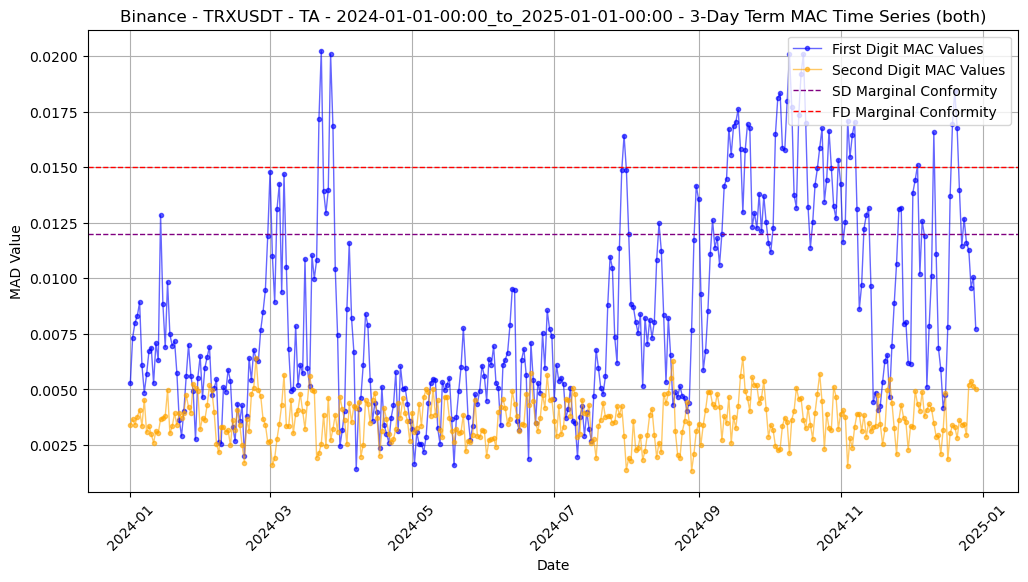 Binance - TRXUSDT - TA - 2024-01-01-00:00_to_2025-01-01-00:00 - 3-Day Term MAC Time Series (both)
First Digit MAC Values
Second Digit MAC Values
SD Marginal Conformity
FD Marginal Conformity
MAD Value
0.0200
0.0175
0.0150
0.0125
0.0100
0.0075
0.0050
0.0025
2024-01
2024-03
2024-05
2024-07
2024-09
2024-11
2025-01
Date